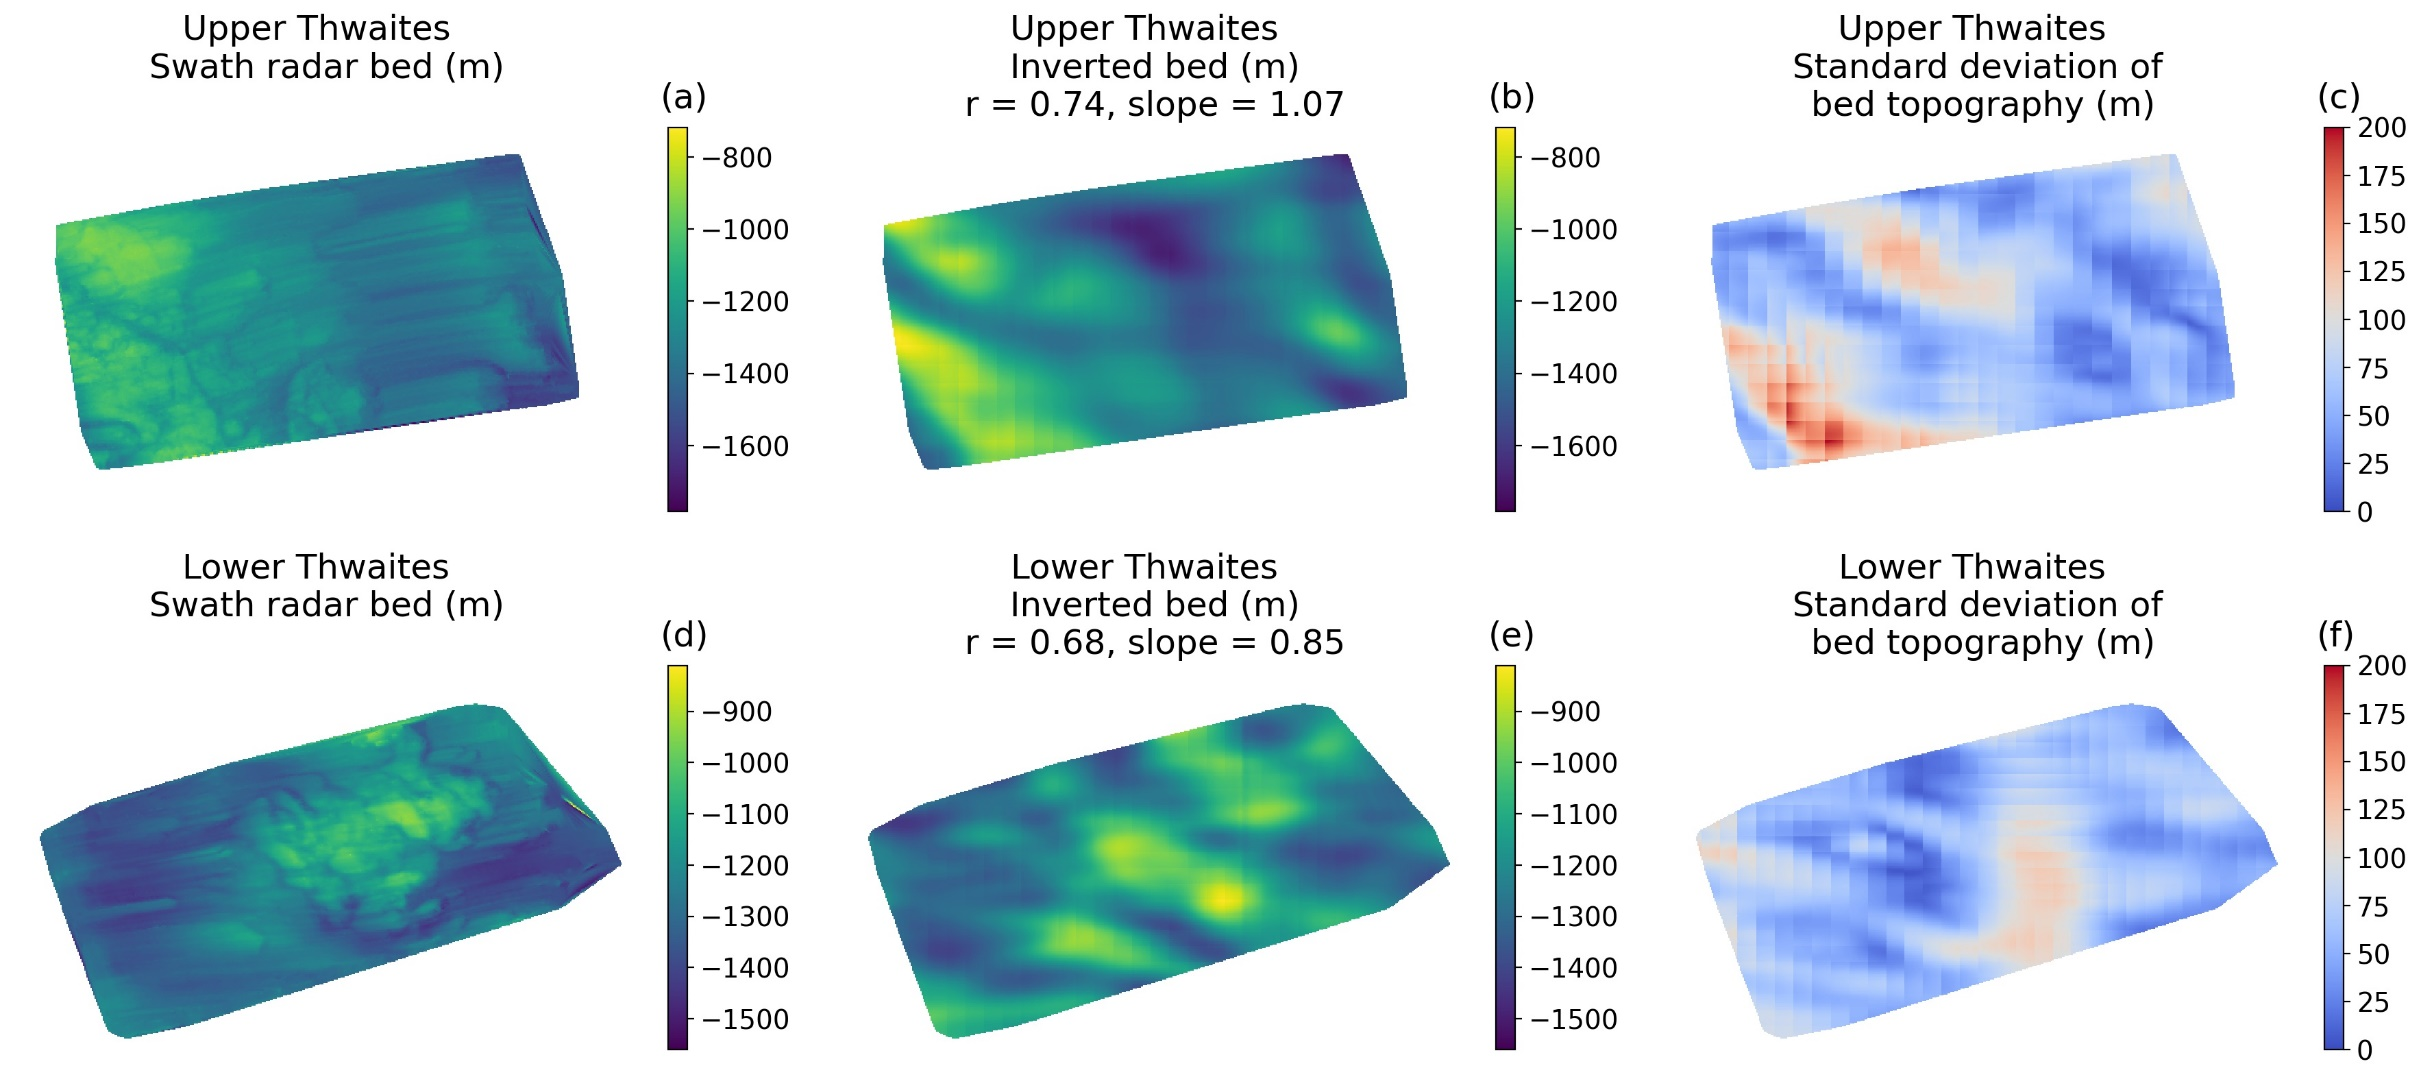 Upper Thwaites
Swath radar bed (m)
(a)
−800
−1000
−1200
−1400
−1600
Upper Thwaites
Inverted bed (m)
r = 0.74, slope = 1.07
(b)
−800
−1000
−1200
−1400
−1600
Upper Thwaites
Standard deviation of
bed topography (m)
(c)
200
175
150
125
100
75
50
25
0
Lower Thwaites
Swath radar bed (m)
(d)
−900
−1000
−1100
−1200
−1300
−1400
−1500
Lower Thwaites
Inverted bed (m)
r = 0.68, slope = 0.85
(e)
−900
−1000
−1100
−1200
−1300
−1400
−1500
Lower Thwaites
Standard deviation of
bed topography (m)
(f)
200
175
150
125
100
75
50
25
0